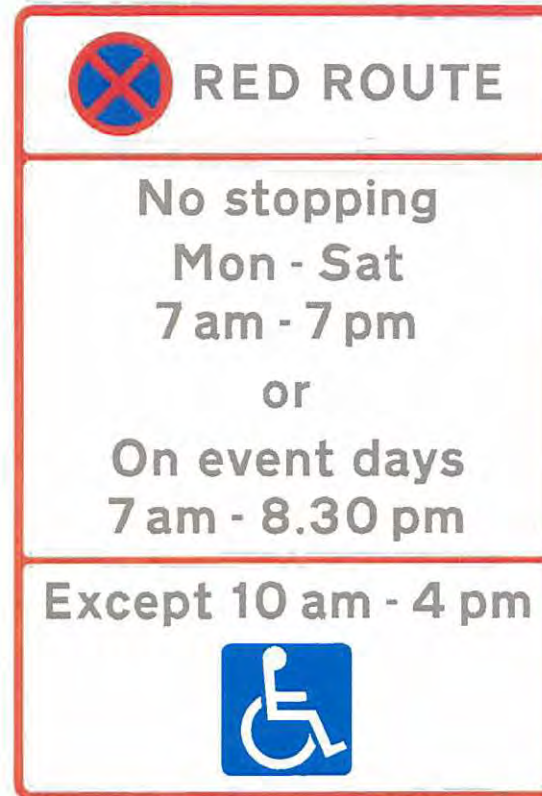 RED ROUTE
No stopping
Mon - Sat
7 am - 7 pm
or
On event days
7 am - 8.30 pm
Except 10 am - 4 pm